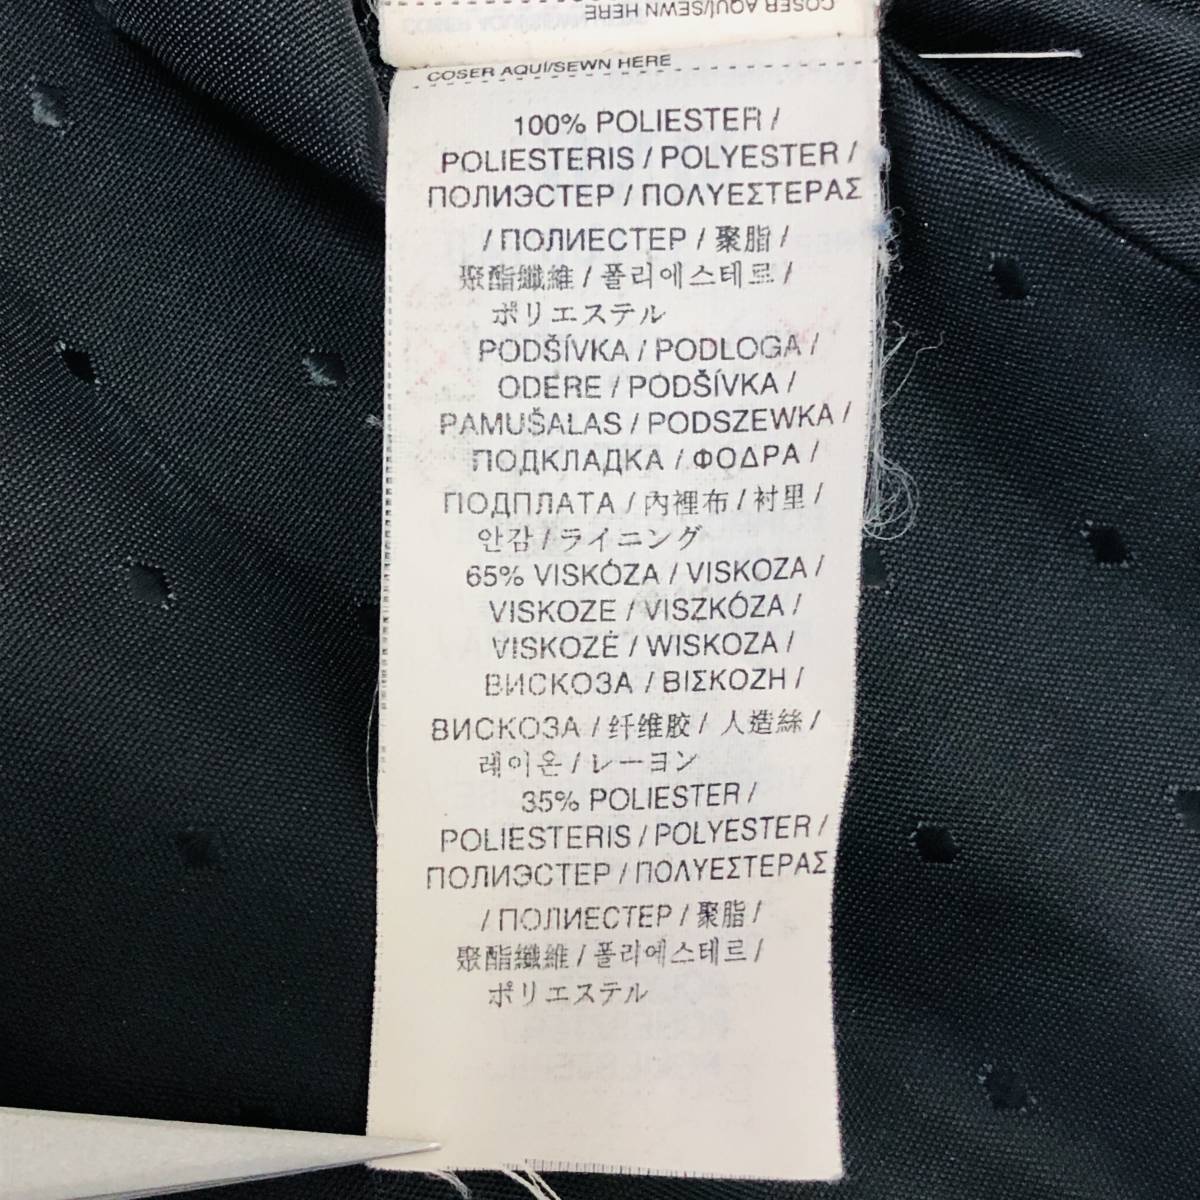 COSER AQUÍ/SEWN HERE
COSER AQUÍ/SEWN HERE
100% POLIESTER /
POLIESTERIS / POLYESTER /
ПОЛИЭСТЕР / ΠΟΛΥΕΣΤΕΡΑΣ
/ ПОЛИЕСТЕР / 聚脂 /
聚酯纖維 / 폴리에스테르 /
ポリエステル
PODŠÍVKA / PODLOGA /
ODERE / PODŠÍVKA /
PAMUŠALAS / PODSZEWKA /
ПОДКЛАДКА / ΦΟΔΡΑ /
ПОДПЛАТА / 內裡布 / 衬里 /
안감 / ライニング
65% VISKÓZA / VISKOZA /
VISKOZE / VISZKÓZA /
VISKOZĖ / WISKOZA /
ВИСКОЗА / ΒΙΣΚΟΖΗ /
ВИСКОЗА / 纤维胶 / 人造絲 /
레이온 / レーヨン
35% POLIESTER /
POLIESTERIS / POLYESTER /
ПОЛИЭСТЕР / ΠΟΛΥΕΣΤΕΡΑΣ
/ ПОЛИЕСТЕР / 聚脂 /
聚酯纖維 / 폴리에스테르 /
ポリエステル